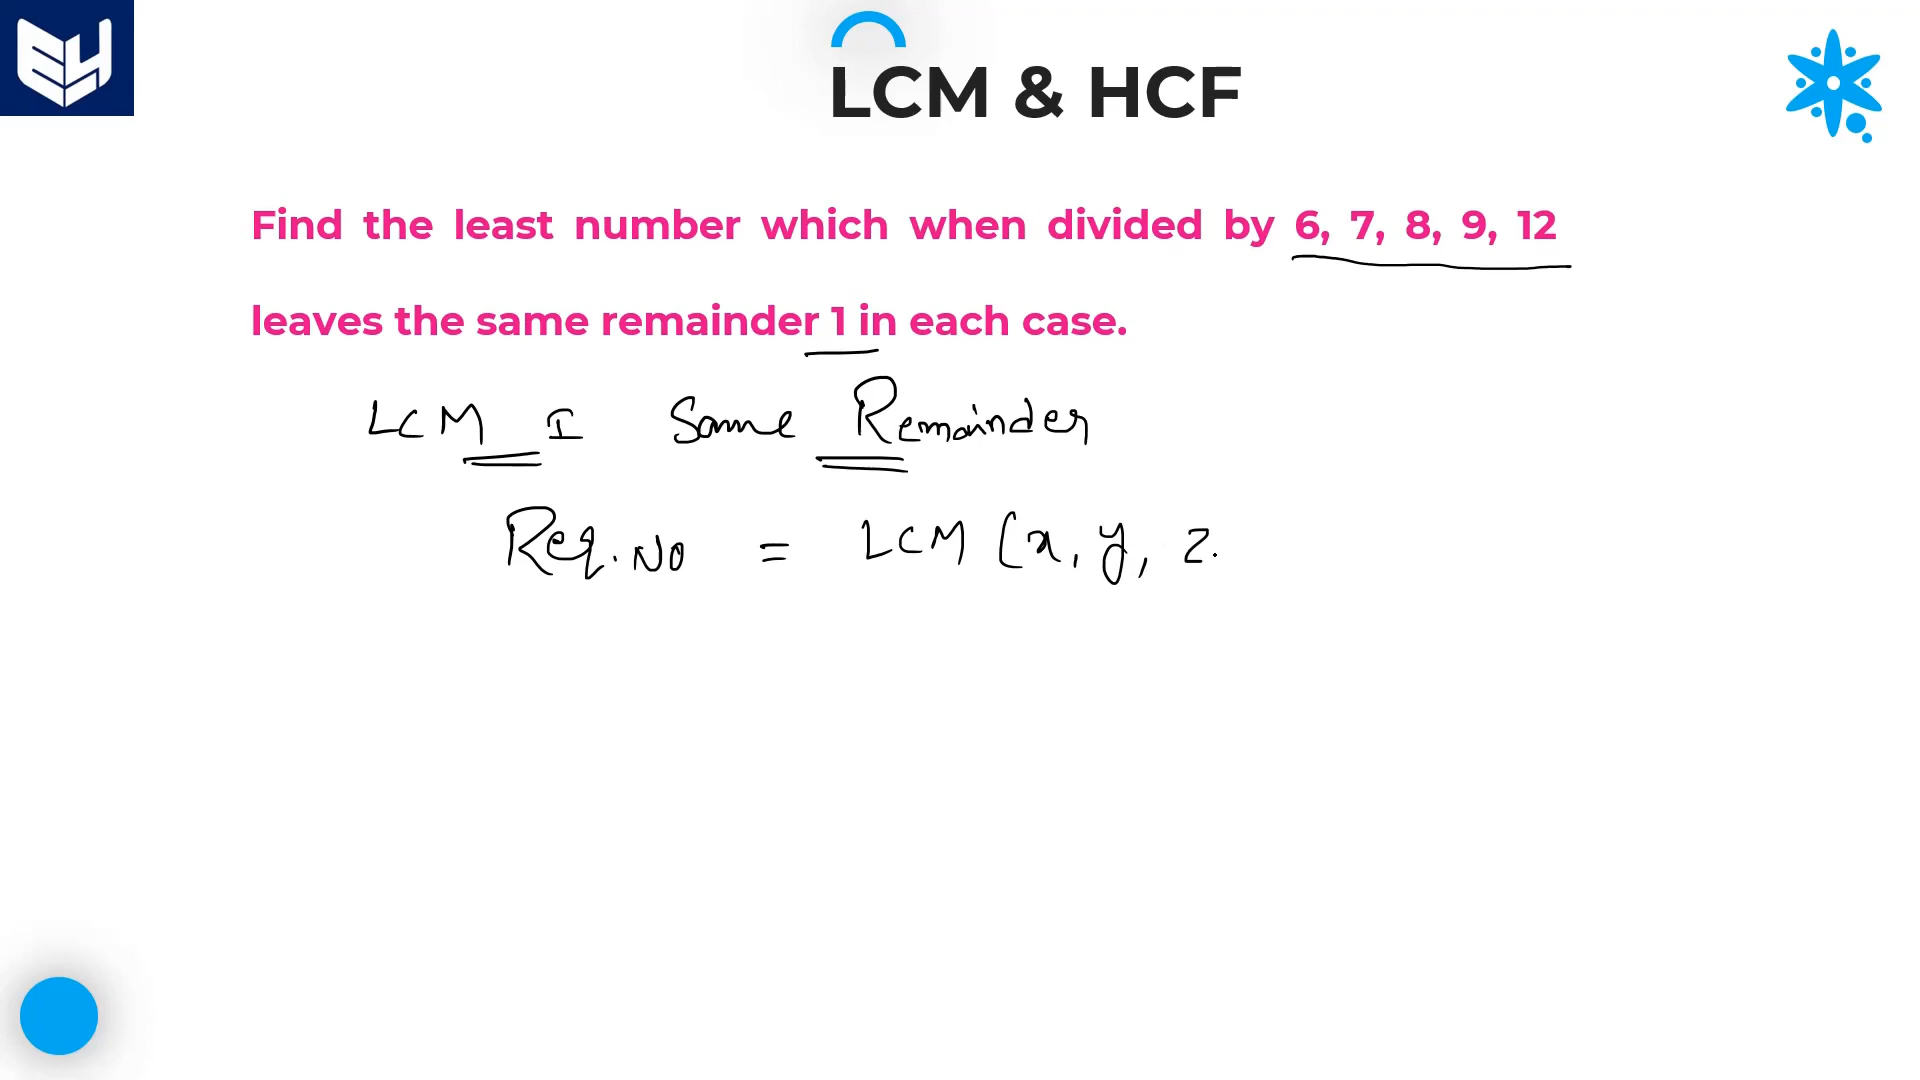 LCM & HCF
Find the least number which when divided by 6, 7, 8, 9, 12
leaves the same remainder 1 in each case.
LCM I Same Remainder
Req. No = LCM (x, y, z.